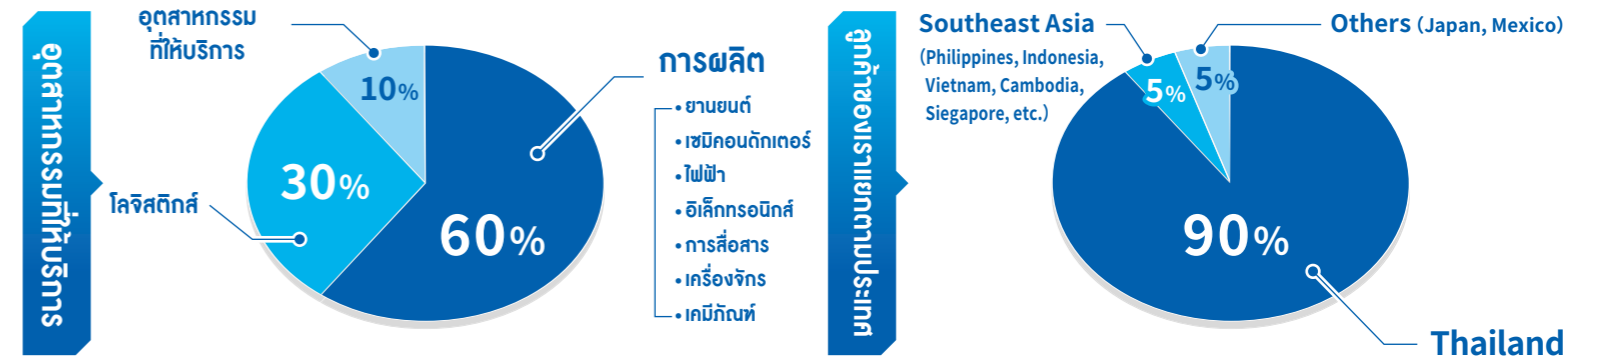 อุตสาหกรรมที่ให้บริการ
อุตสาหกรรม
ที่ให้บริการ
10%
30%
โลจิสติกส์
60%
การผลิต
• ยานยนต์
• เซมิคอนดักเตอร์
• ไฟฟ้า
• อิเล็กทรอนิกส์
• การสื่อสาร
• เครื่องจักร
• เคมีภัณฑ์
ลูกค้าของเราแยกตามประเทศ
Southeast Asia
(Philippines, Indonesia,
Vietnam, Cambodia,
Siegapore, etc.)
Others (Japan, Mexico)
5%
5%
90%
Thailand